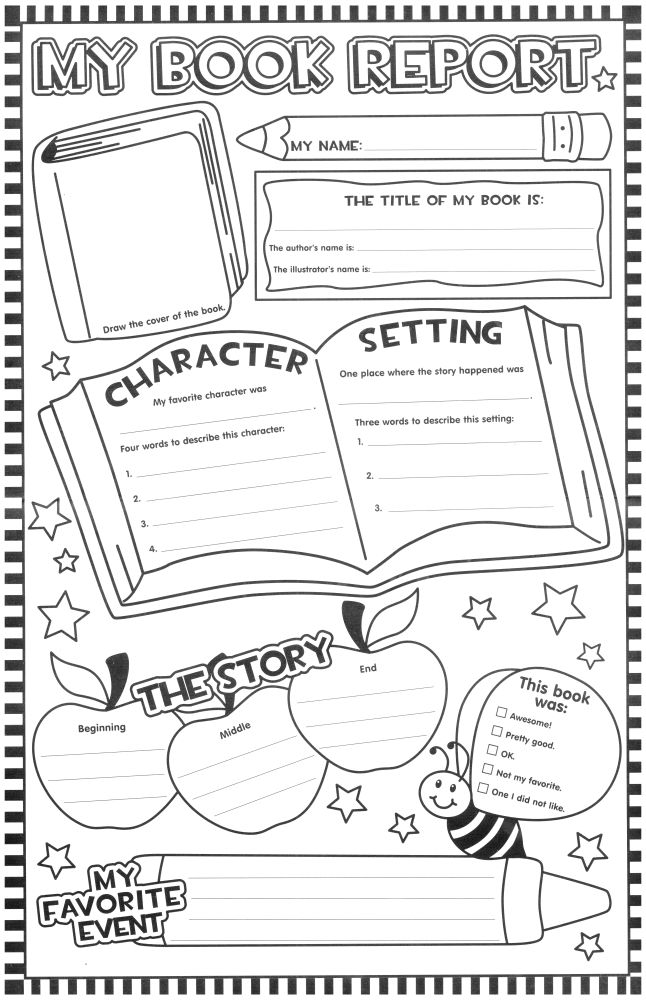 MY BOOK REPORT
MY NAME:
THE TITLE OF MY BOOK IS:
The author's name is:
The illustrator's name is:
Draw the cover of the book.
CHARACTER
My favorite character was
.
Four words to describe this character:
1.
2.
3.
4.
SETTING
One place where the story happened was
.
Three words to describe this setting:
1.
2.
3.
THE STORY
Beginning
Middle
End
This book
was:
Awesome!
Pretty good.
OK.
Not my favorite.
One I did not like.
MY
FAVORITE
EVENT